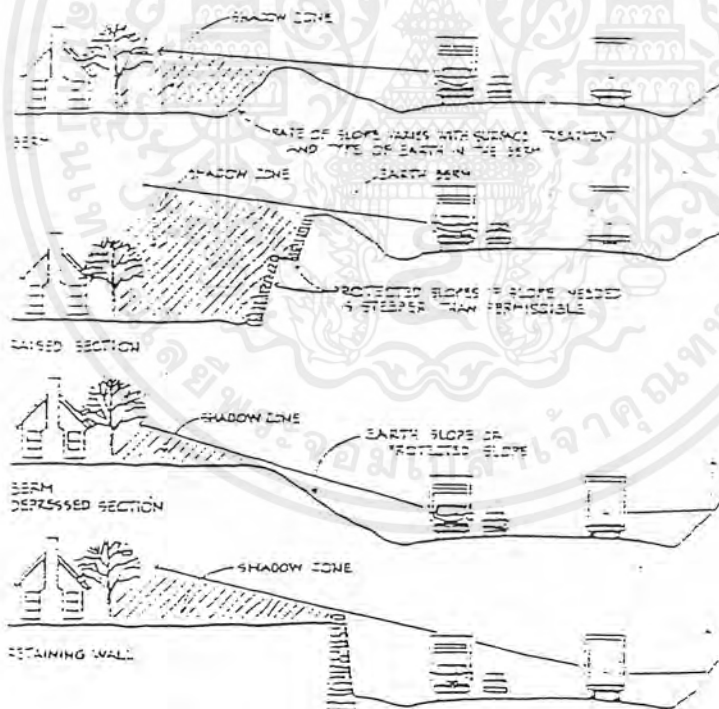 SHADOW ZONE
RATE OF SLOPE VARIES WITH SURFACE TREATMENT
AND TYPE OF EARTH IN THE BERM
BERM
SHADOW ZONE
EARTH BERM
PROTECTED SLOPES IF SLOPE NEEDED
IS STEEPER THAN PERMISSIBLE
RAISED SECTION
SHADOW ZONE
EARTH SLOPE OR
PROTECTED SLOPE
BERM
DEPRESSED SECTION
SHADOW ZONE
RETAINING WALL